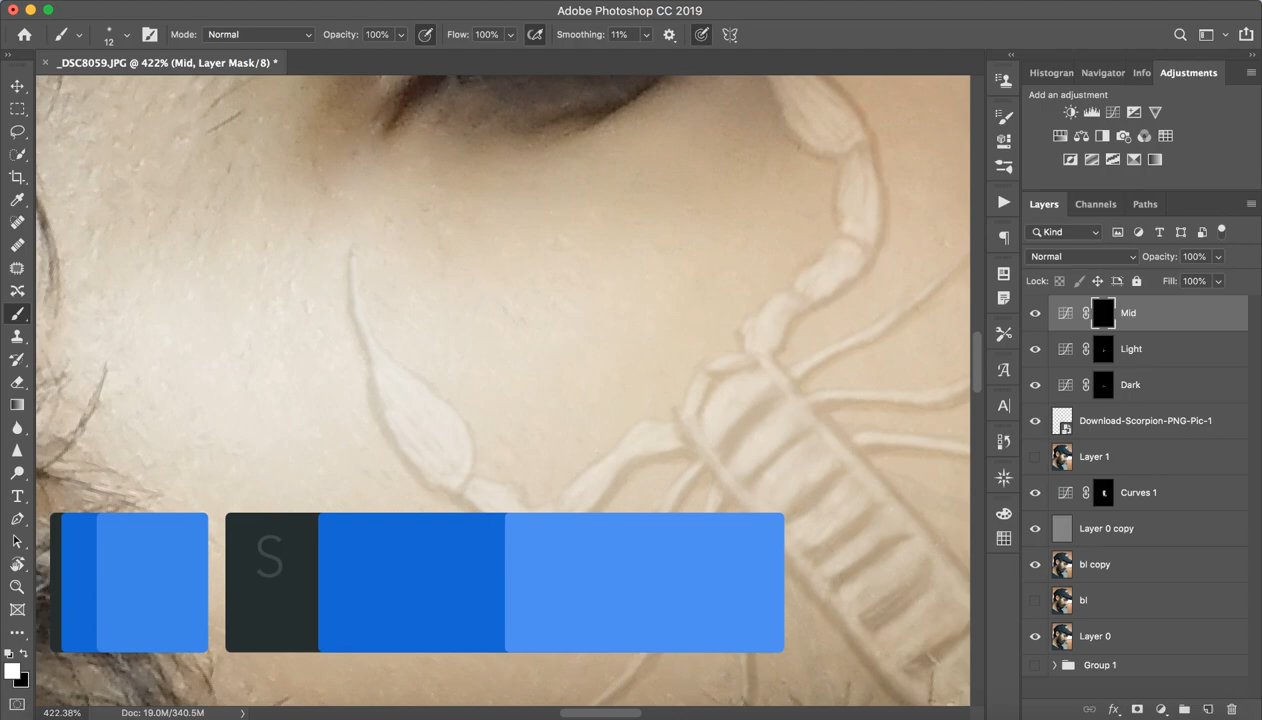 Adobe Photoshop CC 2019
12
Mode: Normal
Opacity: 100%
Flow: 100%
Smoothing: 11%
_DSC8059.JPG @ 422% (Mid, Layer Mask/8) *
Histogran
Navigator
Info
Adjustments
Add an adjustment
Layers
Channels
Paths
Kind
Normal
Opacity: 100%
Lock:
Fill: 100%
Mid
Light
Dark
Download-Scorpion-PNG-Pic-1
Layer 1
Curves 1
Layer 0 copy
bl copy
bl
Layer 0
Group 1
S
422.38%
Doc: 19.0M/340.5M